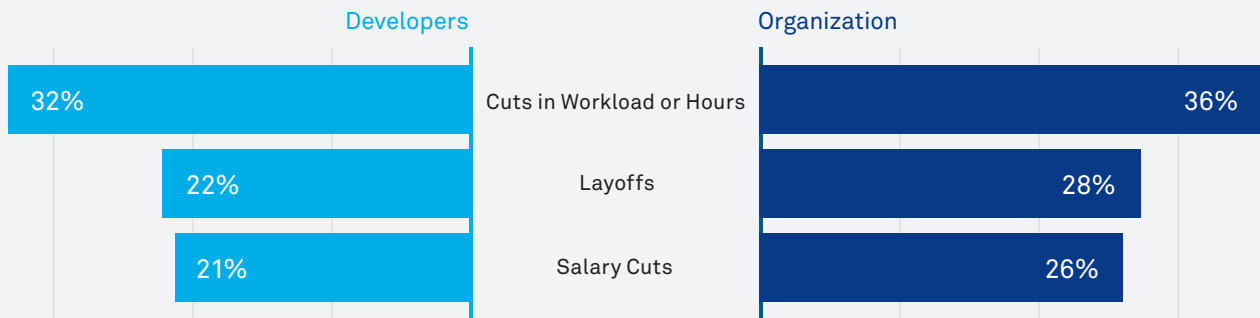 Developers Organization
32% Cuts in Workload or Hours 36%
22% Layoffs 28%
21% Salary Cuts 26%